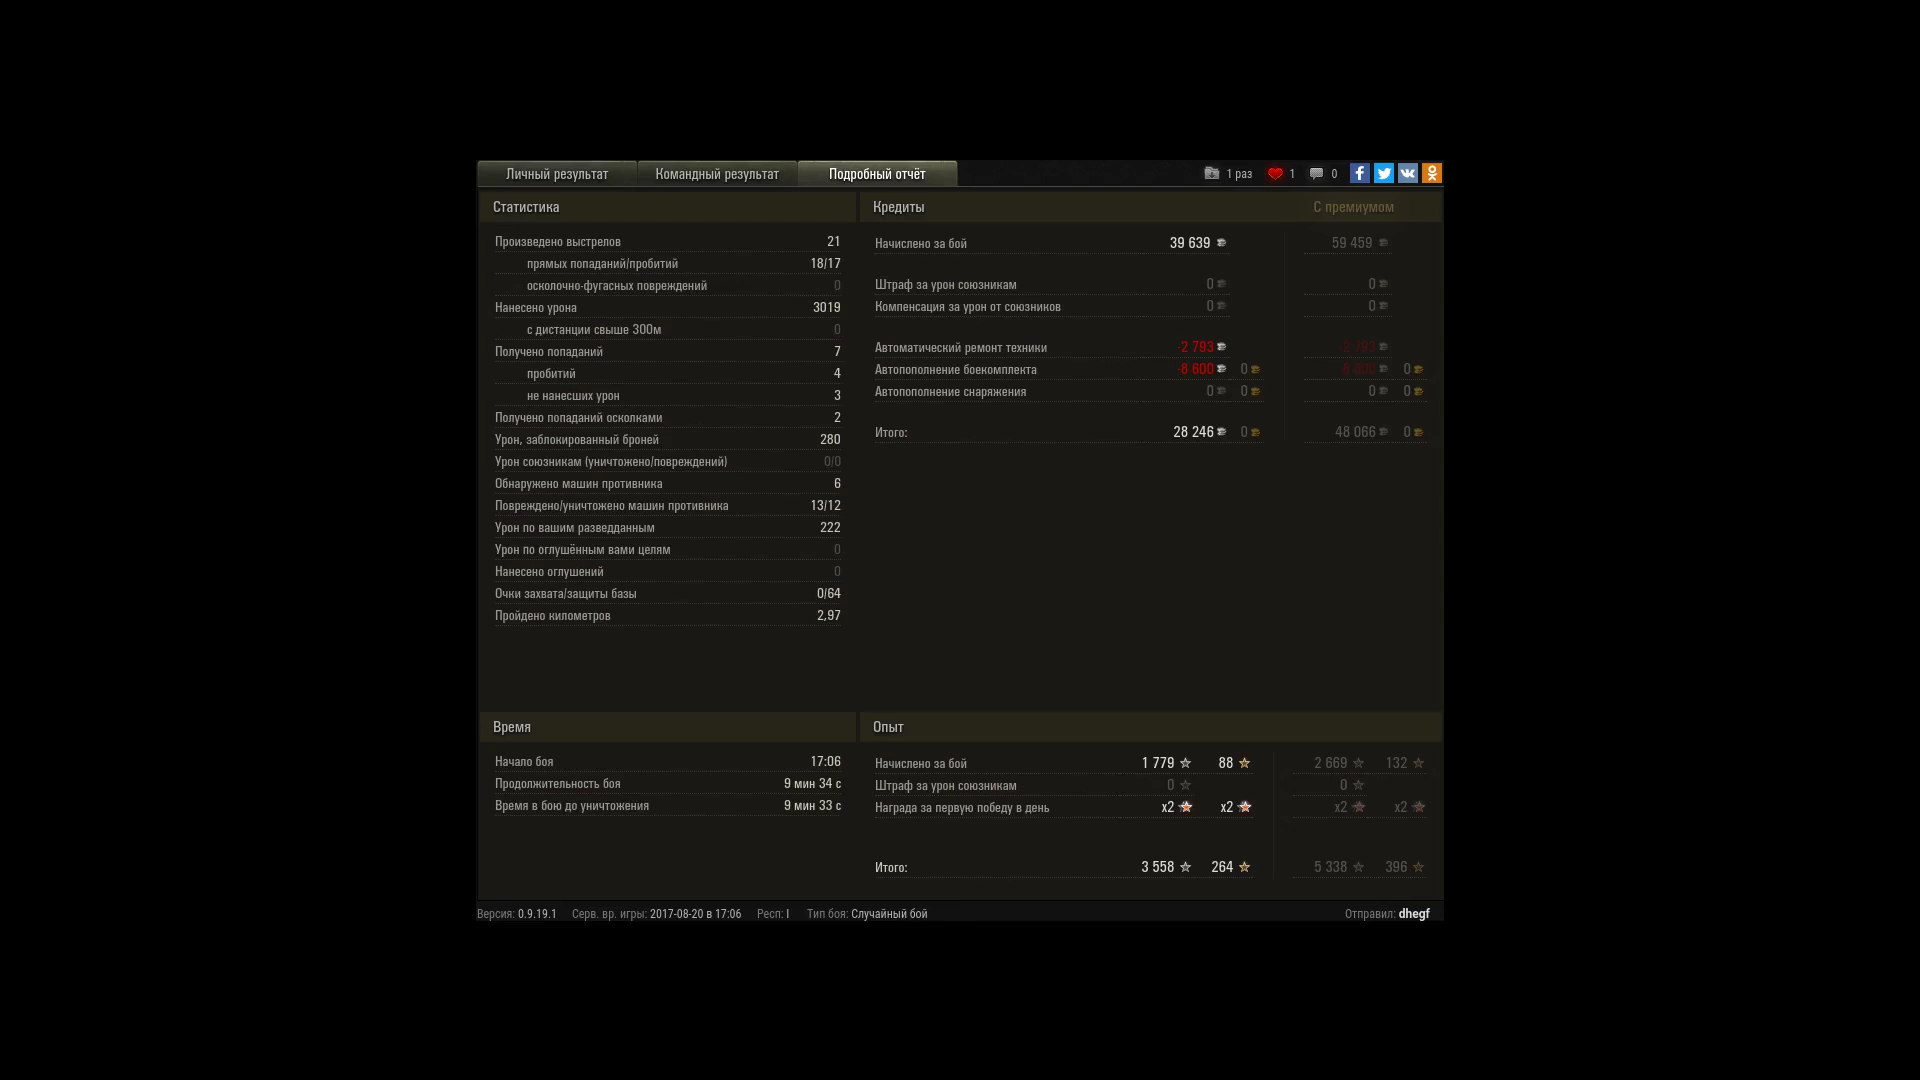 Личный результат Командный результат Подробный отчёт 1 раз 1 0
Статистика
Произведено выстрелов 21
прямых попаданий/пробитий 18/17
осколочно-фугасных повреждений 0
Нанесено урона 3019
с дистанции свыше 300м 0
Получено попаданий 7
пробитий 4
не нанесших урон 3
Получено попаданий осколками 2
Урон, заблокированный броней 280
Урон союзникам (уничтожено/повреждений) 0/0
Обнаружено машин противника 6
Повреждено/уничтожено машин противника 13/12
Урон по вашим разведданным 222
Урон по оглушённым вами целям 0
Нанесено оглушений 0
Очки захвата/защиты базы 0/64
Пройдено километров 2,97
Кредиты С премиумом
Начислено за бой 39 639 59 459
Штраф за урон союзникам 0 0
Компенсация за урон от союзников 0 0
Автоматический ремонт техники -2 793 -2 793
Автопополнение боекомплекта -8 600 0 -8 600 0
Автопополнение снаряжения 0 0 0 0
Итого: 28 246 0 48 066 0
Время
Начало боя 17:06
Продолжительность боя 9 мин 34 с
Время в бою до уничтожения 9 мин 33 с
Опыт
Начислено за бой 1 779 88 2 669 132
Штраф за урон союзникам 0 0
Награда за первую победу в день x2 x2 x2 x2
Итого: 3 558 264 5 338 396
Версия: 0.9.19.1 Серв. вр. игры: 2017-08-20 в 17:06 Респ: I Тип боя: Случайный бой Отправил: dhegf